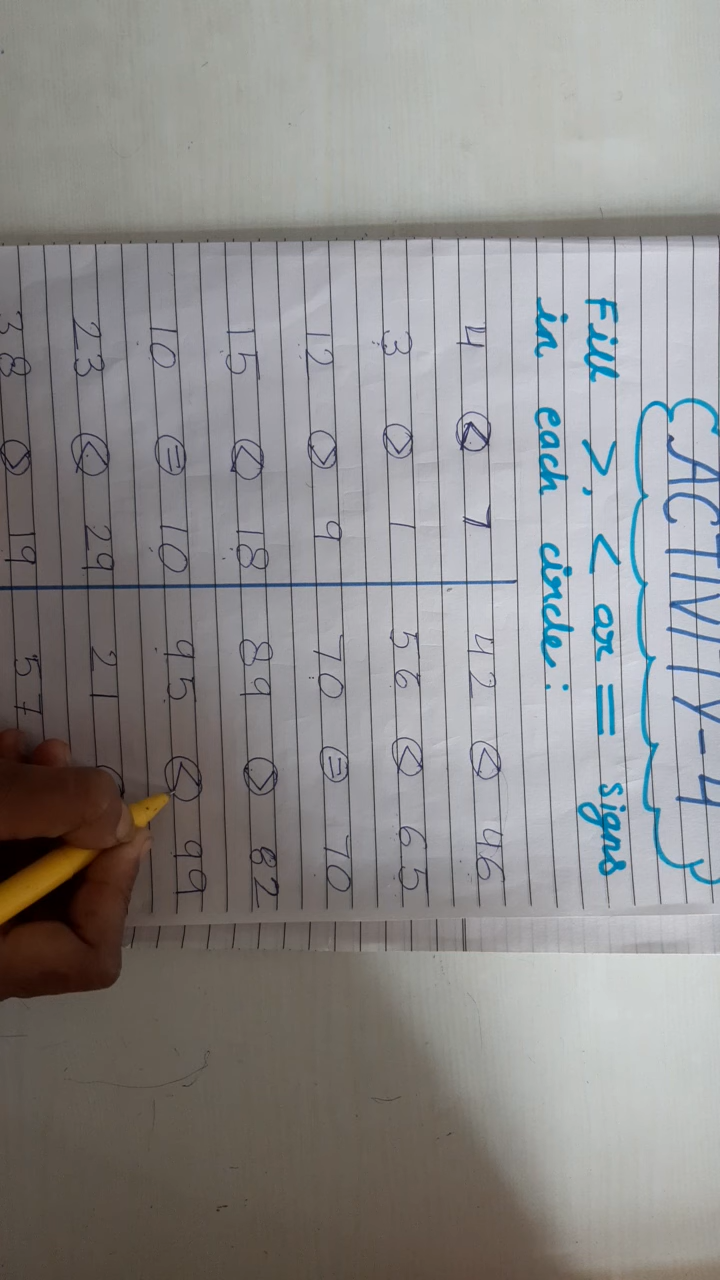 ACTIVITY-4
Fill >, < or = signs
in each circle:
4 < 7 42 < 46
3 > 1 56 < 65
12 > 9 70 = 70
15 < 18 89 > 82
10 = 10 95 < 99
23 < 29 21
38 > 19 57